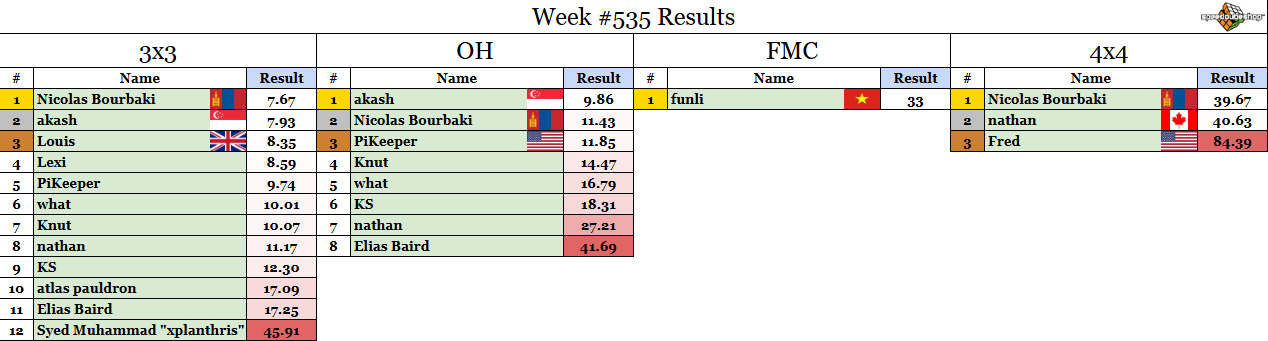 Week #535 Results
speedcubeshop
3x3 OH FMC 4x4
# Name Result # Name Result # Name Result # Name Result
1 Nicolas Bourbaki 7.67 1 akash 9.86 1 funli 33 1 Nicolas Bourbaki 39.67
2 akash 7.93 2 Nicolas Bourbaki 11.43 2 nathan 40.63
3 Louis 8.35 3 PiKeeper 11.85 3 Fred 84.39
4 Lexi 8.59 4 Knut 14.47
5 PiKeeper 9.74 5 what 16.79
6 what 10.01 6 KS 18.31
7 Knut 10.07 7 nathan 27.21
8 nathan 11.17 8 Elias Baird 41.69
9 KS 12.30
10 atlas pauldron 17.09
11 Elias Baird 17.25
12 Syed Muhammad "xplanthris" 45.91